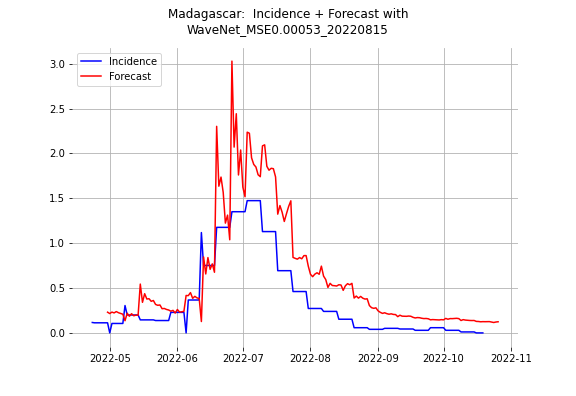 Madagascar:  Incidence + Forecast with
WaveNet_MSE0.00053_20220815
Incidence
Forecast
3.0
2.5
2.0
1.5
1.0
0.5
0.0
2022-05 2022-06 2022-07 2022-08 2022-09 2022-10 2022-11